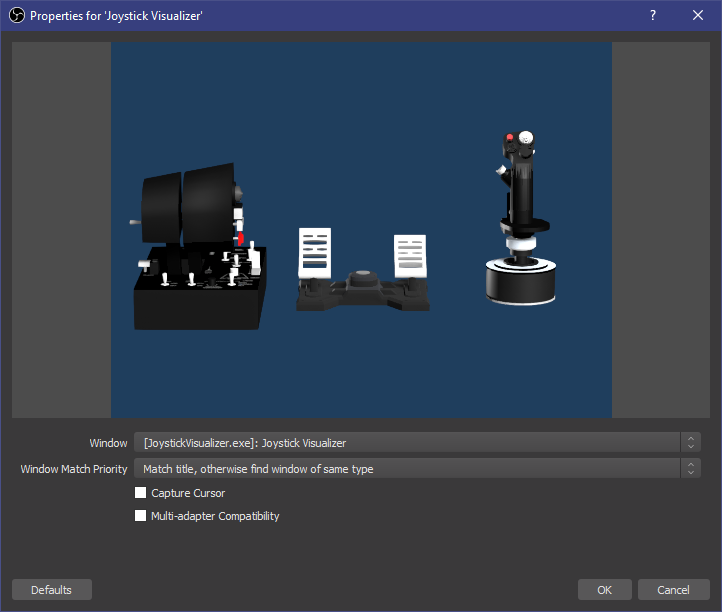 Properties for 'Joystick Visualizer'
Window
[JoystickVisualizer.exe]: Joystick Visualizer
Window Match Priority
Match title, otherwise find window of same type
Capture Cursor
Multi-adapter Compatibility
Defaults
OK
Cancel